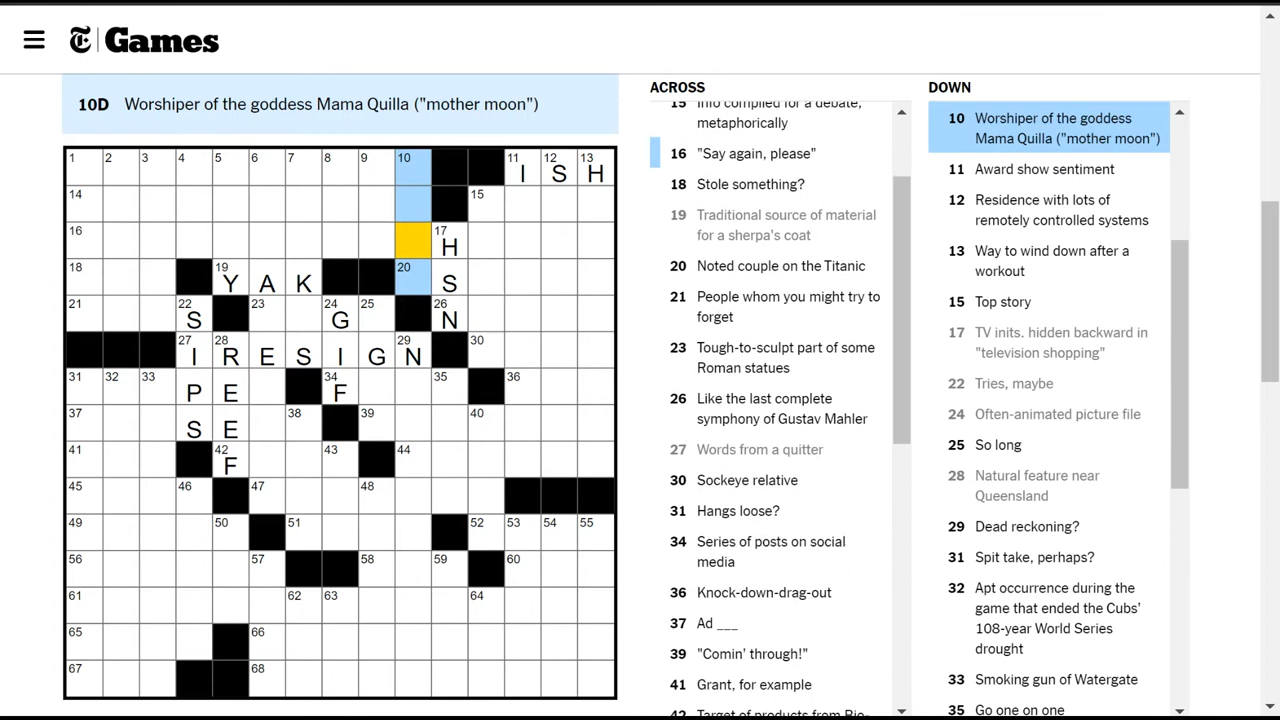 Games
10D Worshiper of the goddess Mama Quilla ("mother moon")
1 2 3 4 5 6 7 8 9 10 11 I 12 S 13 H
14 15
16 17 H
18 19 Y A K 20 S
21 22 S 23 24 G 25 26 N
27 I 28 R E S I G 29 N 30
31 32 33 P E 34 F 35 36
S E 37 38 39 40
41 42 F 43 44
45 46 47 48
49 50 51 52 53 54 55
56 57 58 59 60
61 62 63 64
65 66
67 68
ACROSS
15 Info compiled for a debate,
metaphorically
16 "Say again, please"
18 Stole something?
19 Traditional source of material
for a sherpa's coat
20 Noted couple on the Titanic
21 People whom you might try to
forget
23 Tough-to-sculpt part of some
Roman statues
26 Like the last complete
symphony of Gustav Mahler
27 Words from a quitter
30 Sockeye relative
31 Hangs loose?
34 Series of posts on social
media
36 Knock-down-drag-out
37 Ad ___
39 "Comin' through!"
41 Grant, for example
42 Target of products from Bio-
DOWN
10 Worshiper of the goddess
Mama Quilla ("mother moon")
11 Award show sentiment
12 Residence with lots of
remotely controlled systems
13 Way to wind down after a
workout
15 Top story
17 TV inits. hidden backward in
"television shopping"
22 Tries, maybe
24 Often-animated picture file
25 So long
28 Natural feature near
Queensland
29 Dead reckoning?
31 Spit take, perhaps?
32 Apt occurrence during the
game that ended the Cubs'
108-year World Series
drought
33 Smoking gun of Watergate
35 Go one on one